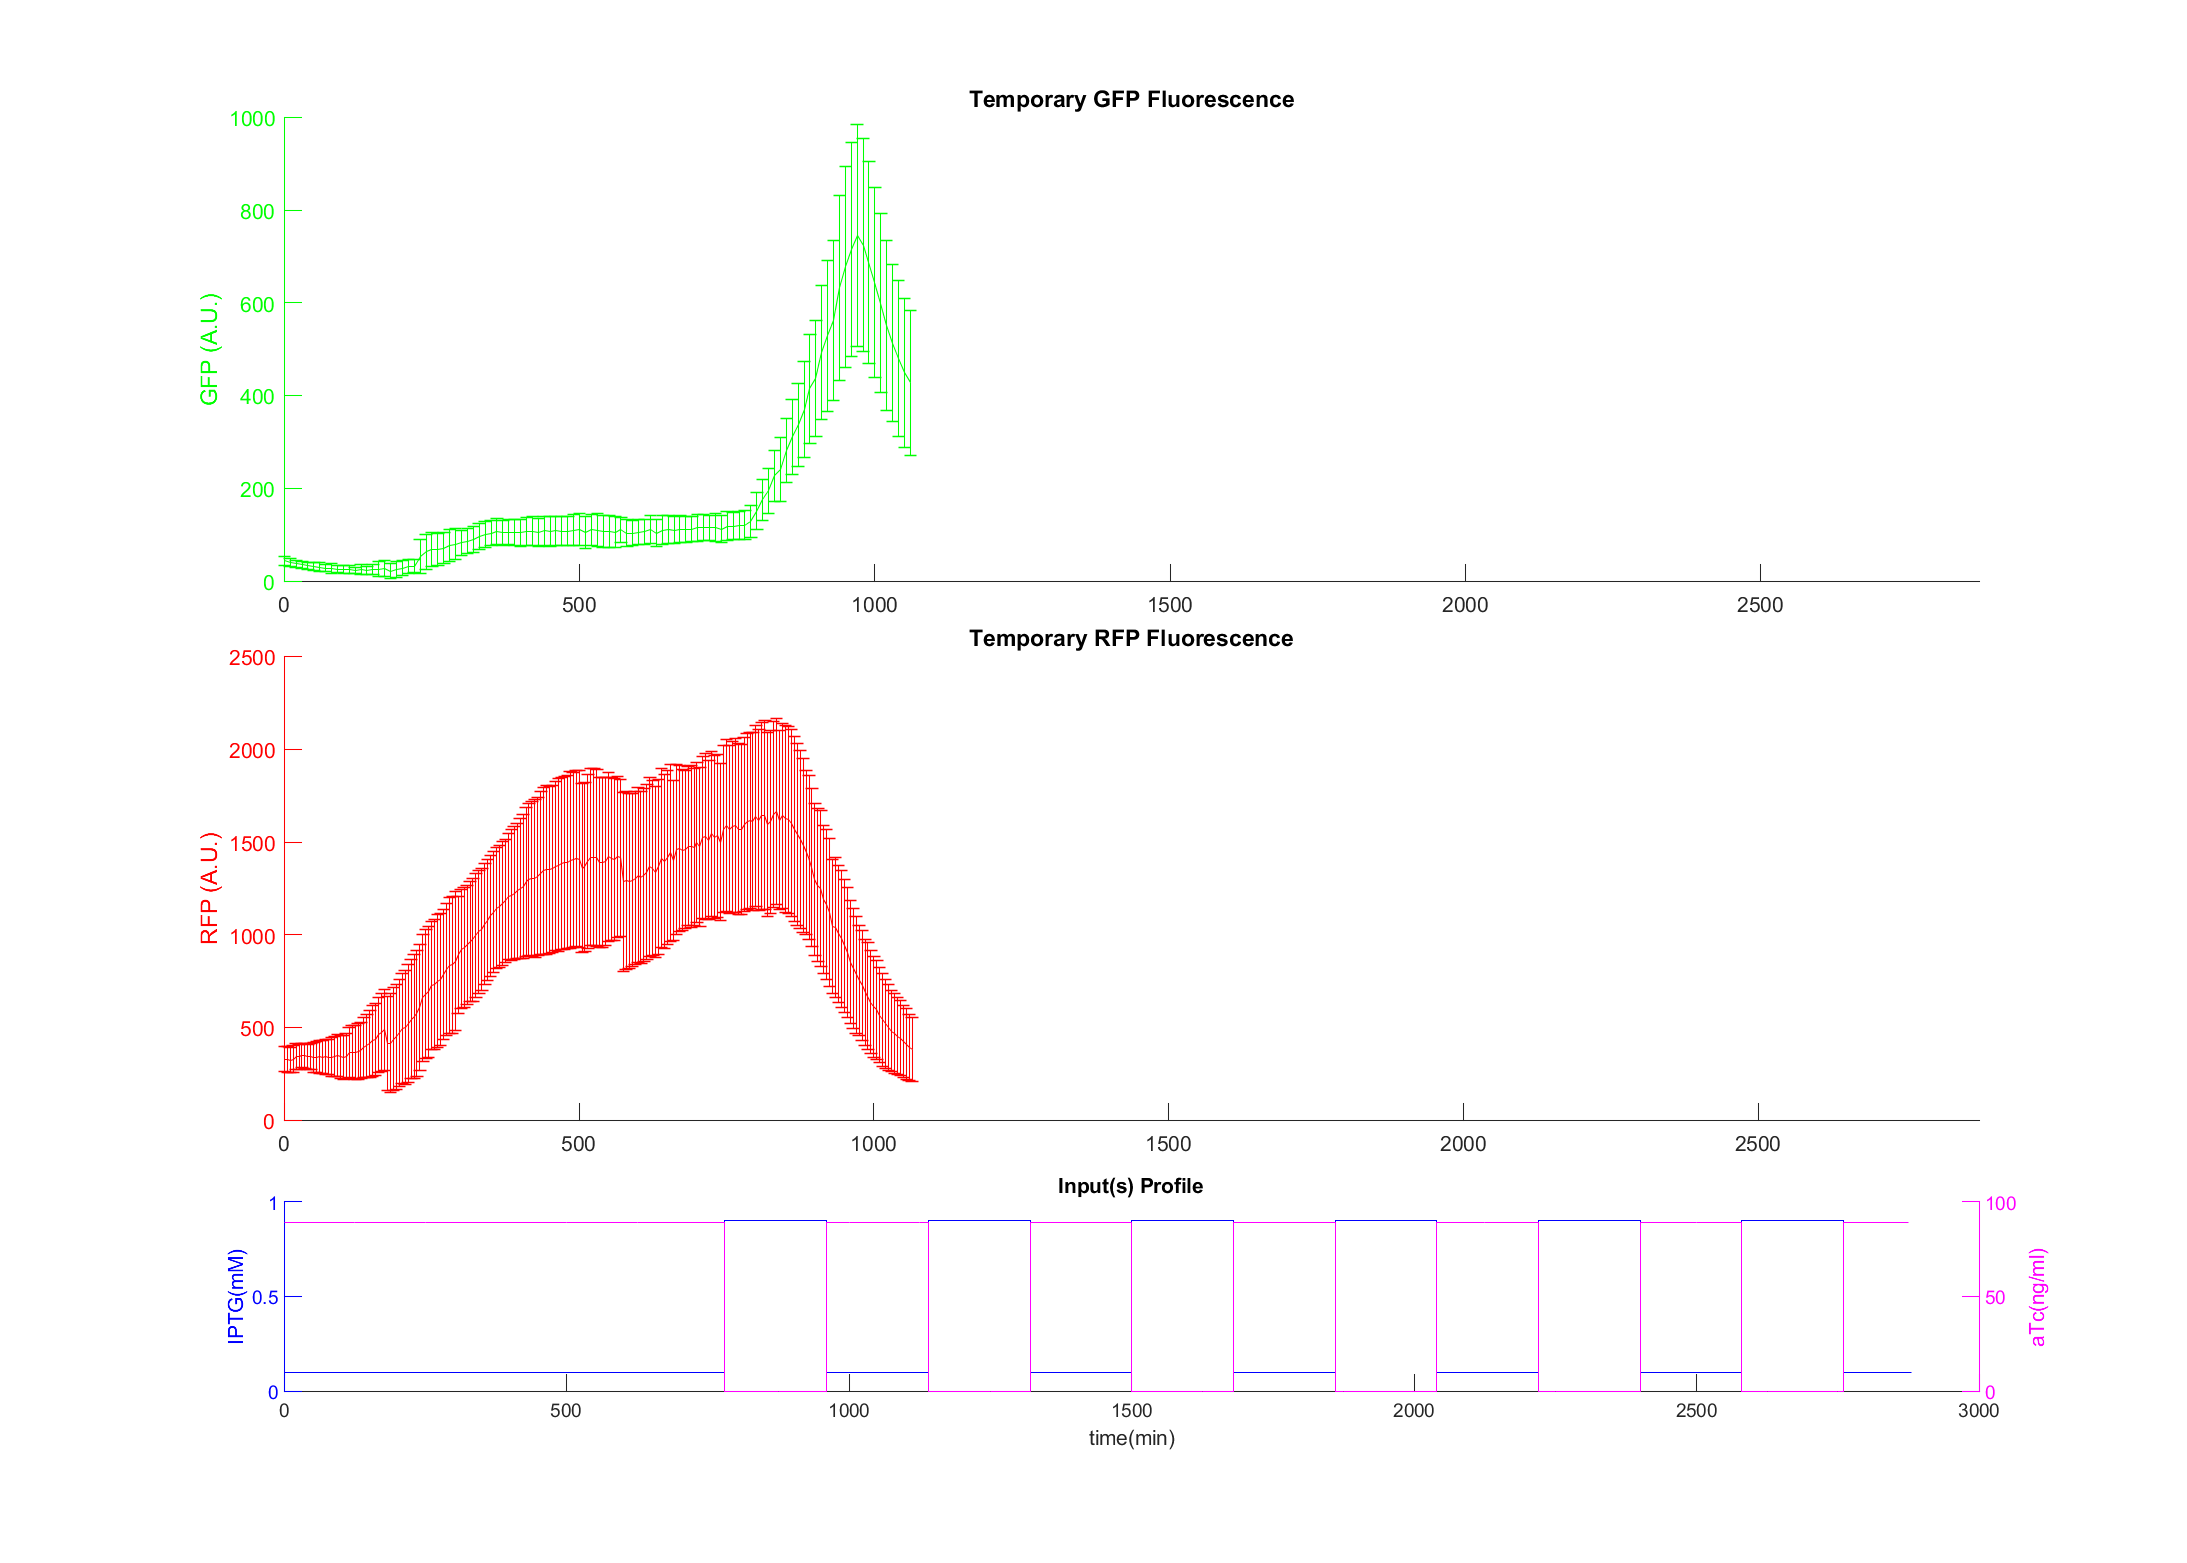 Temporary GFP Fluorescence
1000
800
600
400
200
0
GFP (A.U.)
0 500 1000 1500 2000 2500
Temporary RFP Fluorescence
2500
2000
1500
1000
500
0
RFP (A.U.)
0 500 1000 1500 2000 2500
Input(s) Profile
1
0.5
0
IPTG(mM)
100
50
0
aTc(ng/ml)
0 500 1000 1500 2000 2500 3000
time(min)